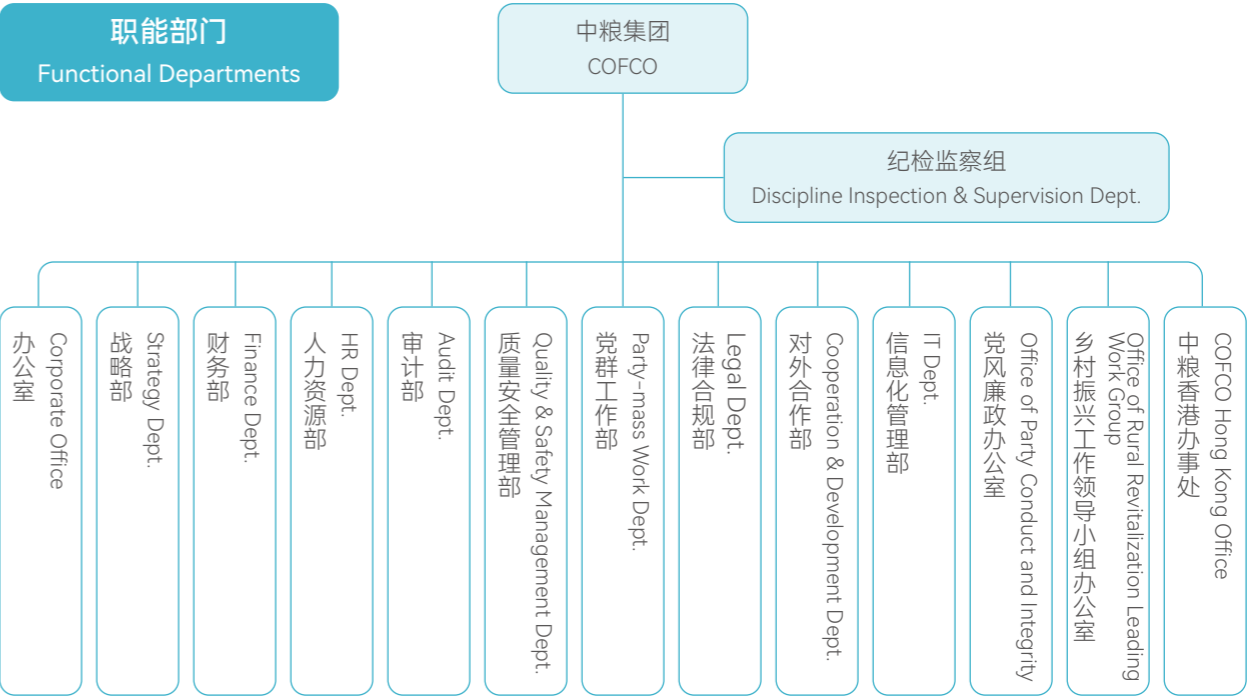 职能部门
Functional Departments
中粮集团
COFCO
纪检监察组
Discipline Inspection & Supervision Dept.
办公室
Corporate Office
战略部
Strategy Dept.
财务部
Finance Dept.
人力资源部
HR Dept.
审计部
Audit Dept.
质量安全管理部
Quality & Safety Management Dept.
党群工作部
Party-mass Work Dept.
法律合规部
Legal Dept.
对外合作部
Cooperation & Development Dept.
信息化管理部
IT Dept.
党风廉政办公室
Office of Party Conduct and Integrity
乡村振兴工作领导小组办公室
Office of Rural Revitalization Leading
Work Group
中粮香港办事处
COFCO Hong Kong Office